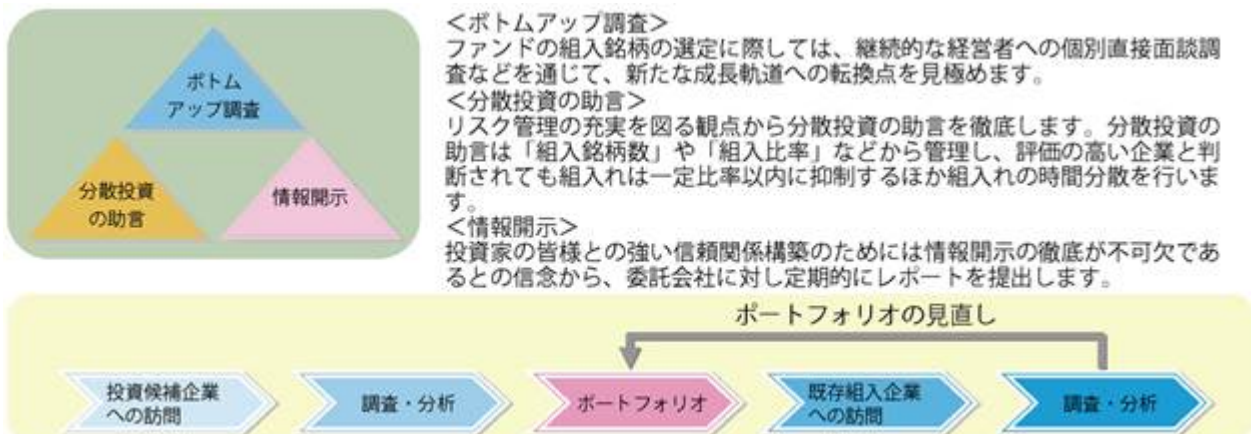 ボトム
アップ調査
分散投資
の助言
情報開示
＜ボトムアップ調査＞
ファンドの組入銘柄の選定に際しては、継続的な経営者への個別直接面談調
査などを通じて、新たな成長軌道への転換点を見極めます。
＜分散投資の助言＞
リスク管理の充実を図る観点から分散投資の助言を徹底します。分散投資の
助言は「組入銘柄数」や「組入比率」などから管理し、評価の高い企業と判
断されても組入れは一定比率以内に抑制するほか組入れの時間分散を行いま
す。
＜情報開示＞
投資家の皆様との強い信頼関係構築のためには情報開示の徹底が不可欠であ
るとの信念から、委託会社に対し定期的にレポートを提出します。
ポートフォリオの見直し
投資候補企業
への訪問
調査・分析
ポートフォリオ
既存組入企業
への訪問
調査・分析